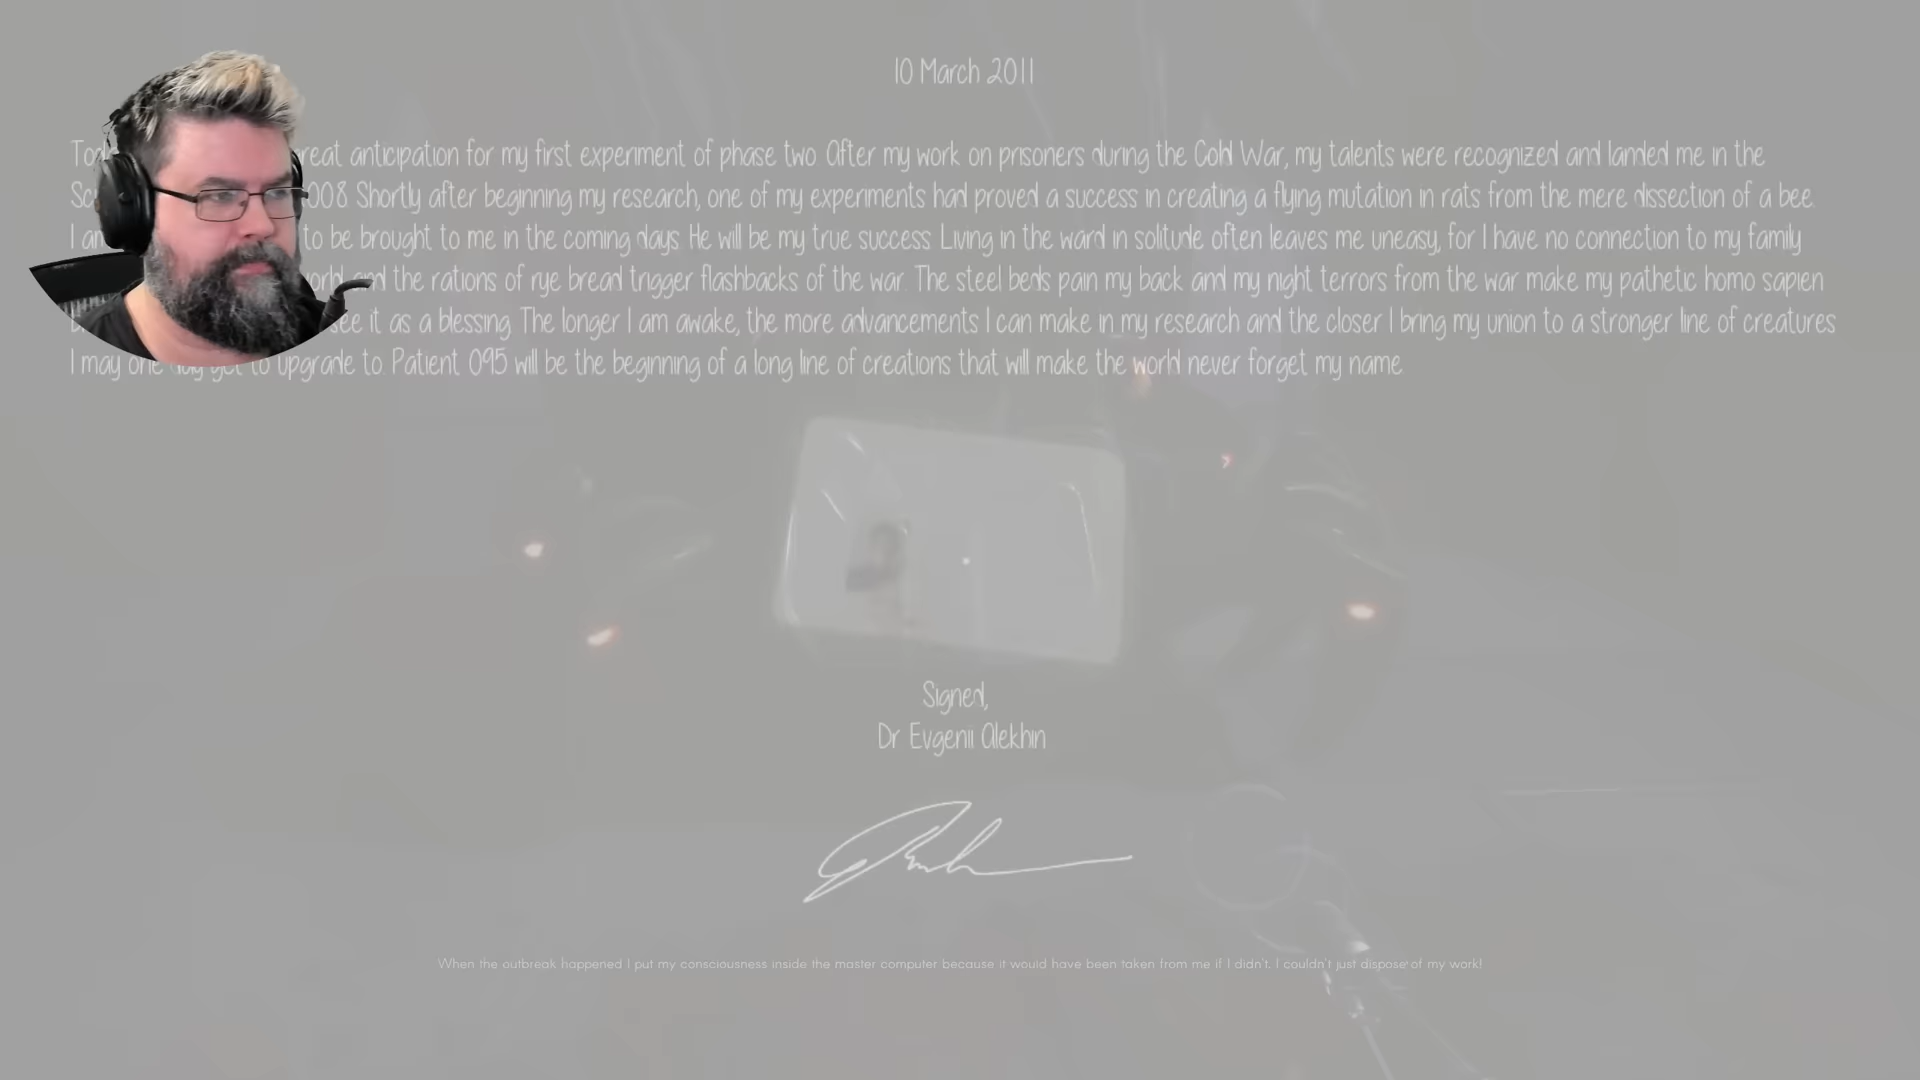 10 March 2011
reat anticipation for my first experiment of phase two. After my work on prisoners during the Cold War, my talents were recognized and landed me in the
008. Shortly after beginning my research, one of my experiments had proved a success in creating a flying mutation in rats from the mere dissection of a bee.
I am to be brought to me in the coming days. He will be my true success. Living in the ward in solitude often leaves me uneasy, for I have no connection to my family
and the rations of rye bread trigger flashbacks of the war. The steel beds pain my back and my night terrors from the war make my pathetic homo sapien
see it as a blessing. The longer I am awake, the more advancements I can make in my research and the closer I bring my union to a stronger line of creatures
I may one day get to upgrade to. Patient 095 will be the beginning of a long line of creations that will make the world never forget my name.
Signed,
Dr. Evgenii Alekhin
When the outbreak happened I put my consciousness inside the master computer because it would have been taken from me if I didn't. I couldn't just dispose of my work!